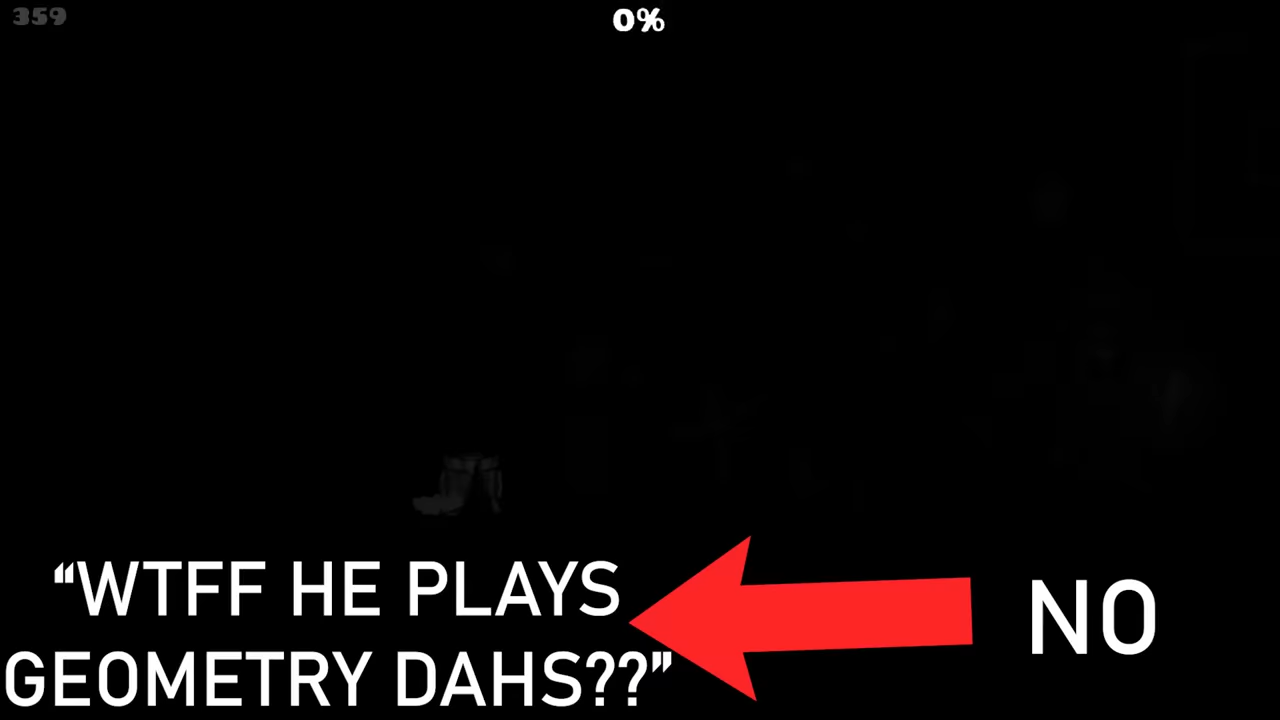 359
0%
“WTFF HE PLAYS
GEOMETRY DAHS??”
NO